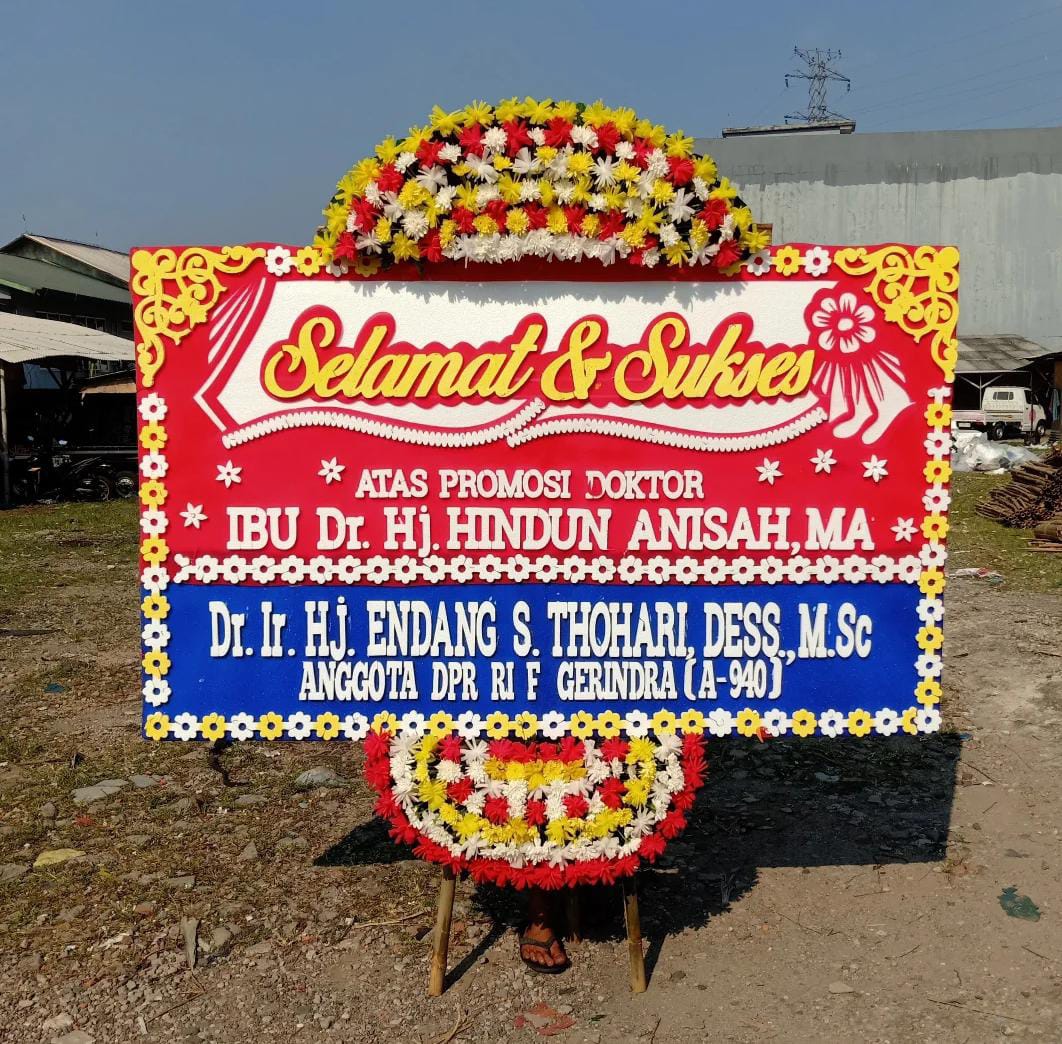 Selamat & Sukses
ATAS PROMOSI DOKTOR
IBU Dr. Hj. HINDUN ANISAH, MA
Dr. Ir. Hj. ENDANG S. THOHARI, DESS., M.Sc
ANGGOTA DPR RI F GERINDRA (A-940)